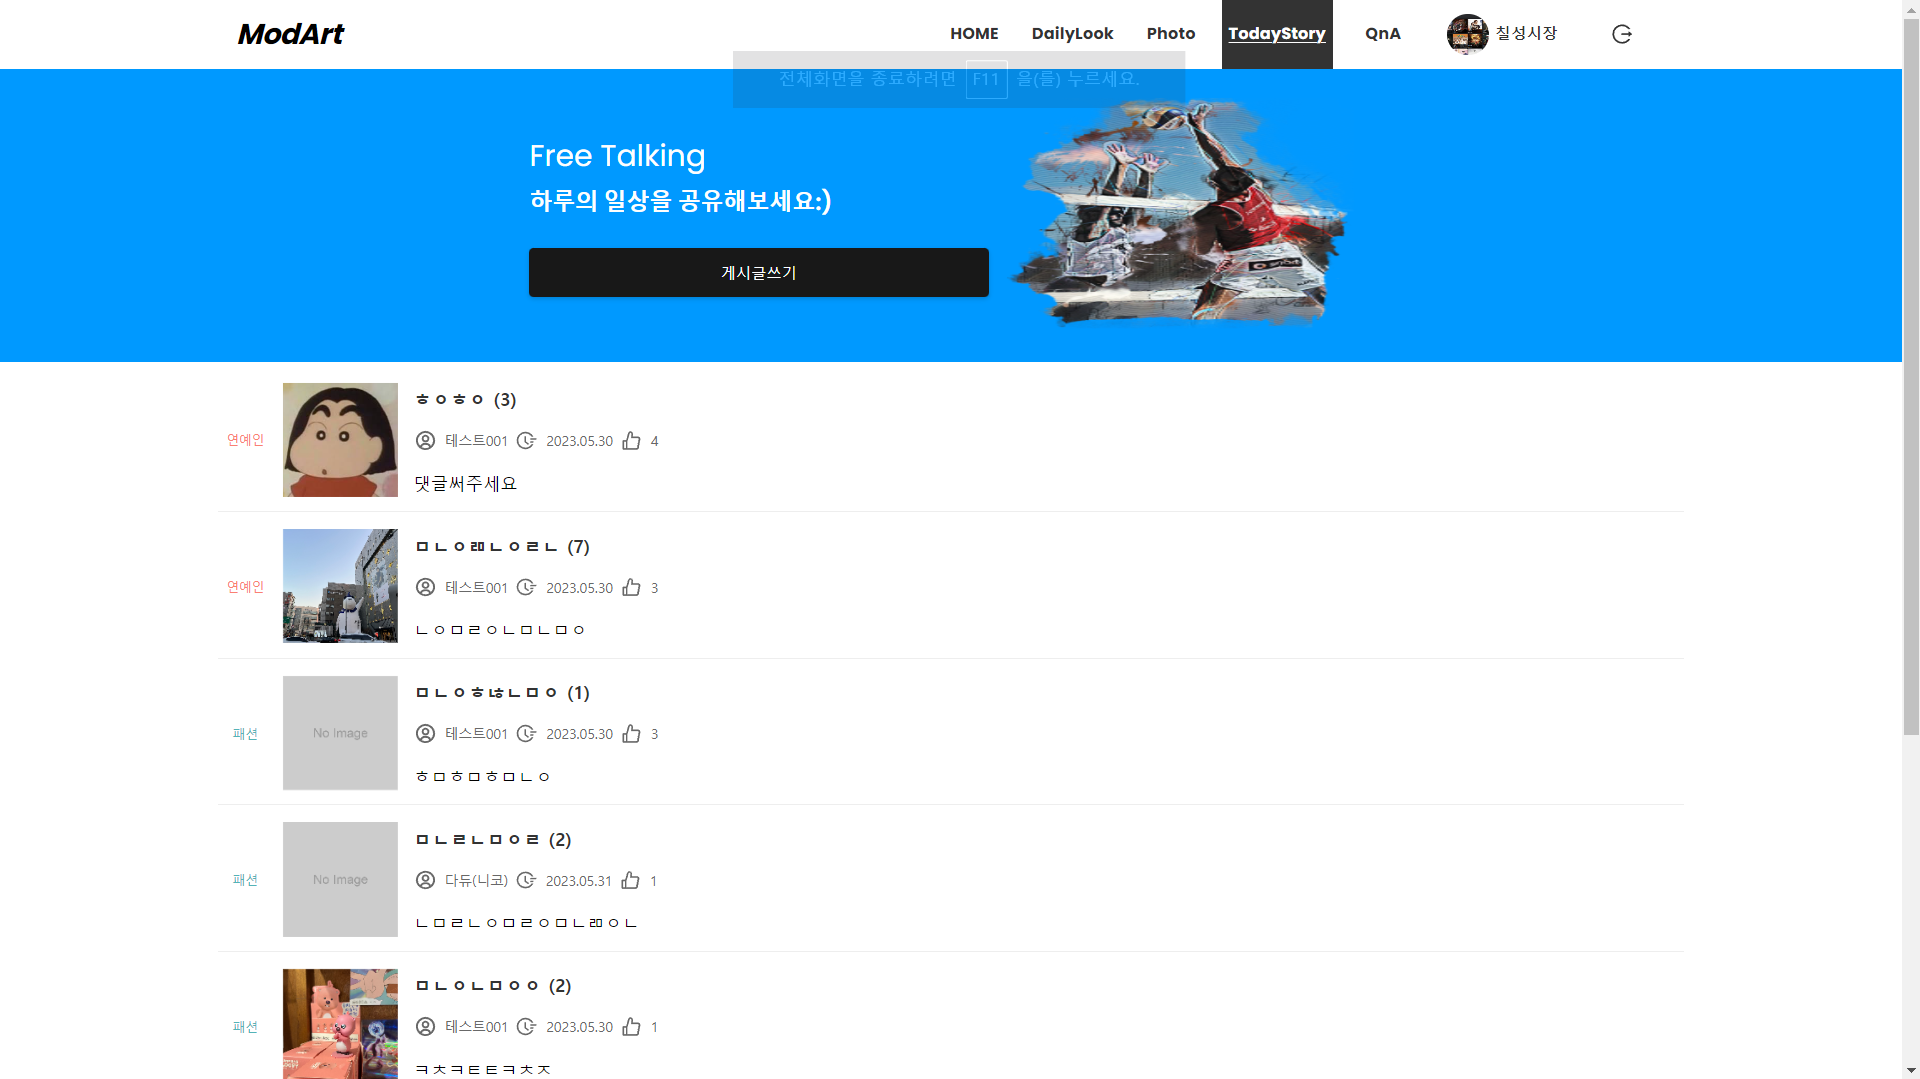 ModArt
HOME DailyLook Photo TodayStory QnA 칠성시장
전체화면을 종료하려면 F11 을(를) 누르세요.
Free Talking
하루의 일상을 공유해보세요:)
게시글쓰기
연예인
ㅎㅇㅎㅇ (3)
테스트001 2023.05.30 4
댓글써주세요
연예인
ㅁㄴㅇㄻㄴㅇㄹㄴ (7)
테스트001 2023.05.30 3
ㄴㅇㅁㄹㅇㄴㅁㄴㅁㅇ
패션
No Image
ㅁㄴㅇㅎㄶㄴㅁㅇ (1)
테스트001 2023.05.30 3
ㅎㅁㅎㅁㅎㅁㄴㅇ
패션
No Image
ㅁㄴㄹㄴㅁㅇㄹ (2)
다듀(니코) 2023.05.31 1
ㄴㅁㄹㄴㅇㅁㄹㅇㅁㄴㄻㅇㄴ
패션
ㅁㄴㅇㄴㅁㅇㅇ (2)
테스트001 2023.05.30 1
ㅋㅊㅋㅌㅌㅋㅊㅈ